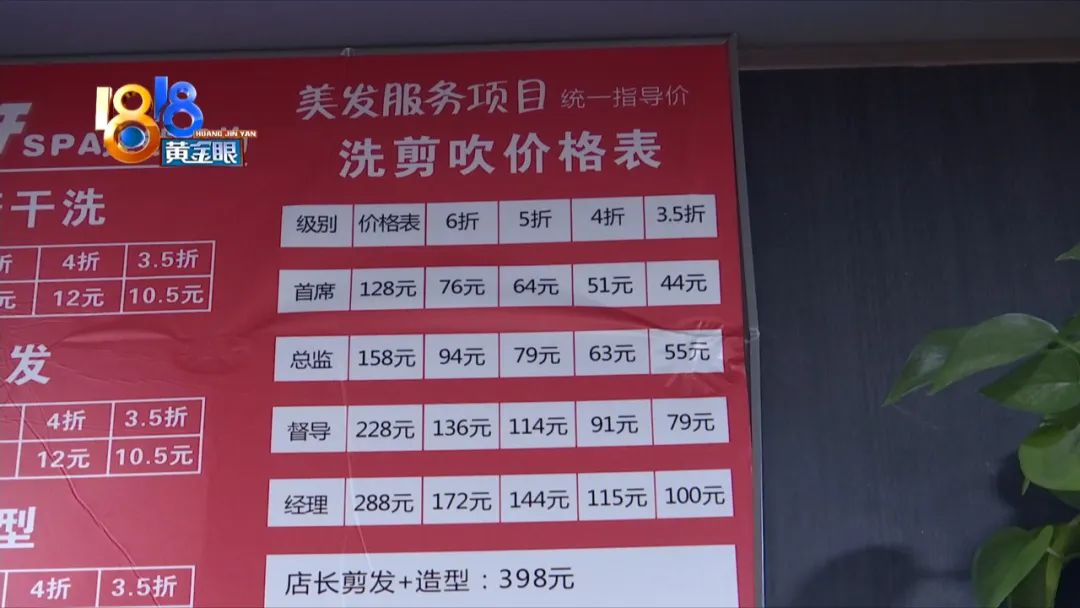 1818
HUANG JIN YAN
黄金眼
SPA
干洗
折 4折 3.5折
元 12元 10.5元
发
4折 3.5折
12元 10.5元
型
4折 3.5折
美发服务项目 统一指导价
洗剪吹价格表
级别 价格表 6折 5折 4折 3.5折
首席 128元 76元 64元 51元 44元
总监 158元 94元 79元 63元 55元
督导 228元 136元 114元 91元 79元
经理 288元 172元 144元 115元 100元
店长剪发+造型：398元